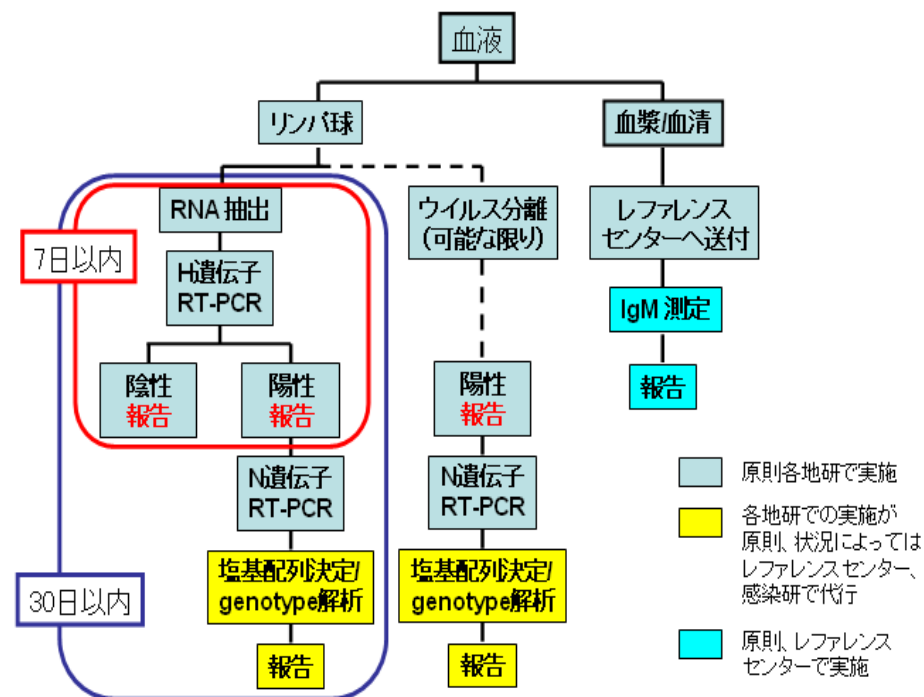 血液
リンパ球
血漿/血清
RNA 抽出
ウイルス分離
(可能な限り)
レファレンス
センターへ送付
7日以内
H遺伝子
RT-PCR
IgM 測定
陰性
報告
陽性
報告
陽性
報告
報告
N遺伝子
RT-PCR
N遺伝子
RT-PCR
塩基配列決定/
genotype解析
塩基配列決定/
genotype解析
30日以内
報告
報告
原則各地研で実施
各地研での実施が
原則、状況によっては
レファレンスセンター、
感染研で代行
原則、レファレンス
センターで実施